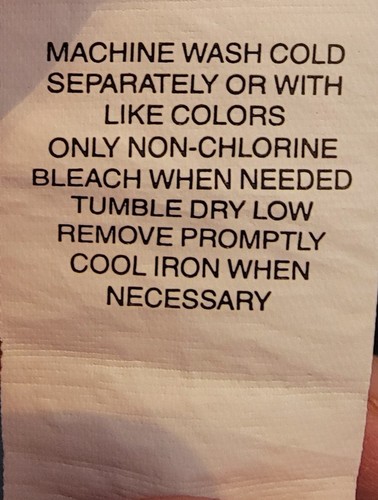 MACHINE WASH COLD
SEPARATELY OR WITH
LIKE COLORS
ONLY NON-CHLORINE
BLEACH WHEN NEEDED
TUMBLE DRY LOW
REMOVE PROMPTLY
COOL IRON WHEN
NECESSARY